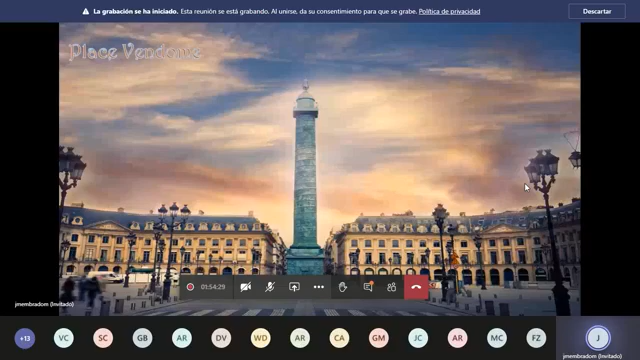 La grabación se ha iniciado. Esta reunión se está grabando. Al unirse, da su consentimiento para que se grabe. Política de privacidad
Descartar
Place Vendome
01:54:29
jmembradom (Invitado)
+13
VC
SC
GB
AR
DV
WD
AR
CA
GM
JC
AR
MC
FZ
J
jmembradom (Invitado)